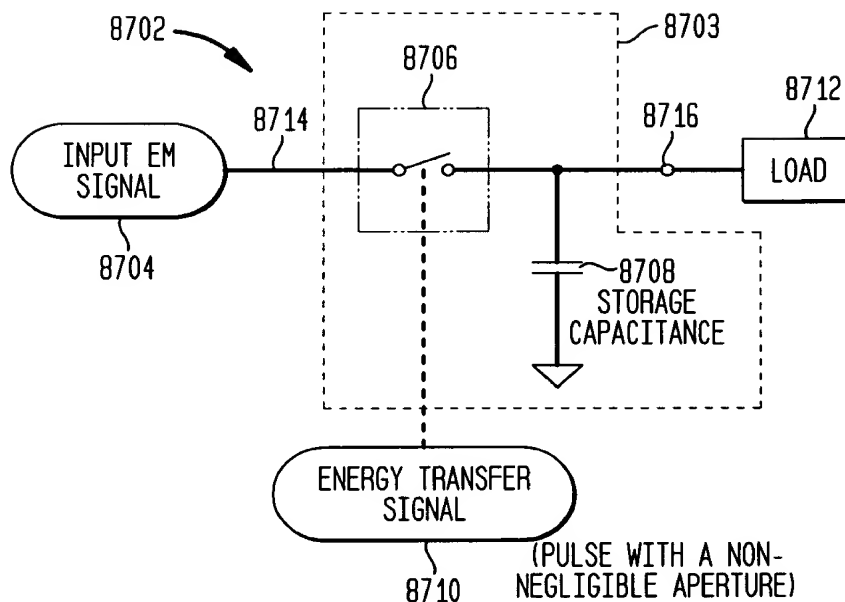 8702
8703
8706
8712
8714
8716
INPUT EM
SIGNAL
LOAD
8704
8708
STORAGE
CAPACITANCE
ENERGY TRANSFER
SIGNAL
(PULSE WITH A NON-
NEGLIGIBLE APERTURE)
8710